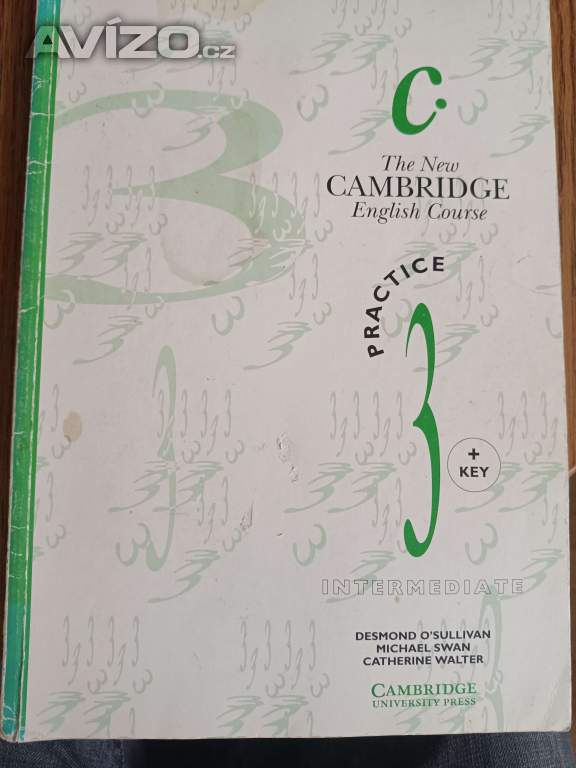 AVÍZO.cz
C.
The New
CAMBRIDGE
English Course
PRACTICE
3
+
KEY
INTERMEDIATE
DESMOND O'SULLIVAN
MICHAEL SWAN
CATHERINE WALTER
CAMBRIDGE
UNIVERSITY PRESS